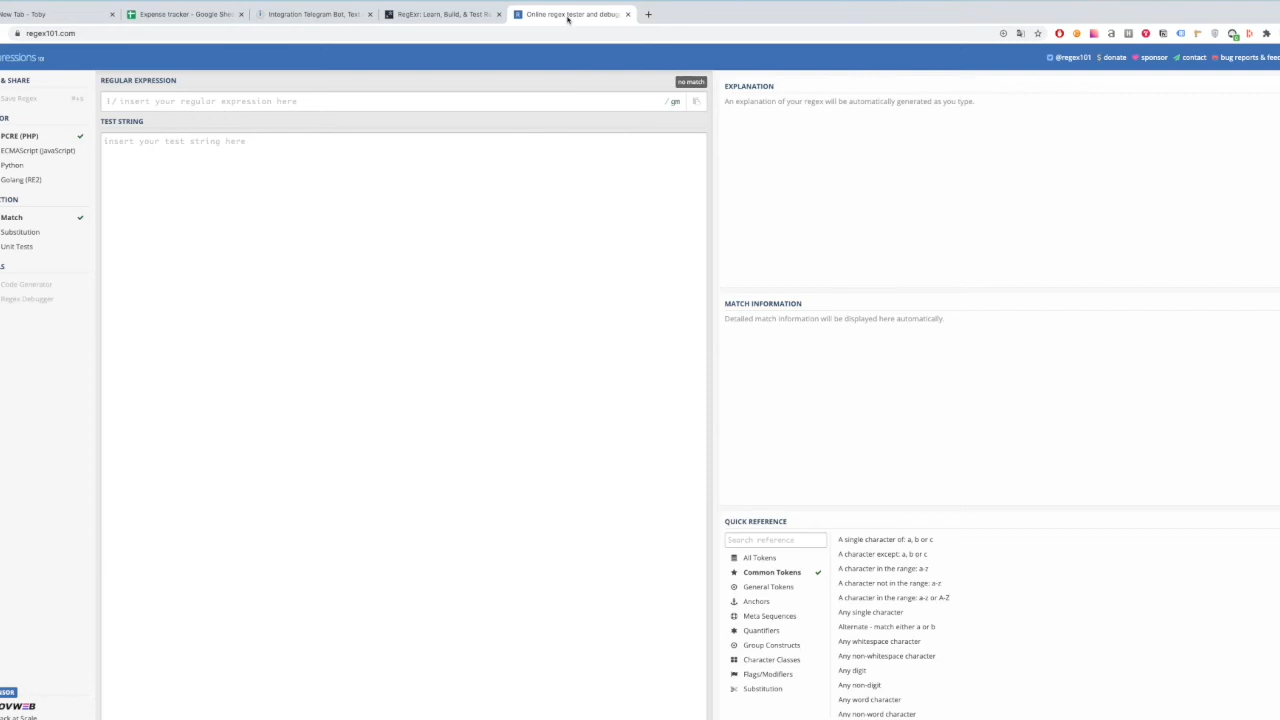 New Tab - Toby
Expense tracker - Google She
Integration Telegram Bot, Text
RegExr: Learn, Build, & Test R
Online regex tester and debug
regex101.com
pressions 101
@regex101
$ donate
sponsor
contact
bug reports & feed
& SHARE
Save Regex
⌘+s
OR
PCRE (PHP)
ECMAScript (JavaScript)
Python
Golang (RE2)
TION
Match
Substitution
Unit Tests
S
Code Generator
Regex Debugger
NSOR
OVWEB
ack at Scale
REGULAR EXPRESSION
no match
/ insert your regular expression here
/ gm
TEST STRING
insert your test string here
EXPLANATION
An explanation of your regex will be automatically generated as you type.
MATCH INFORMATION
Detailed match information will be displayed here automatically.
QUICK REFERENCE
Search reference
All Tokens
Common Tokens
General Tokens
Anchors
Meta Sequences
Quantifiers
Group Constructs
Character Classes
Flags/Modifiers
Substitution
A single character of: a, b or c
A character except: a, b or c
A character in the range: a-z
A character not in the range: a-z
A character in the range: a-z or A-Z
Any single character
Alternate - match either a or b
Any whitespace character
Any non-whitespace character
Any digit
Any non-digit
Any word character
Any non-word character